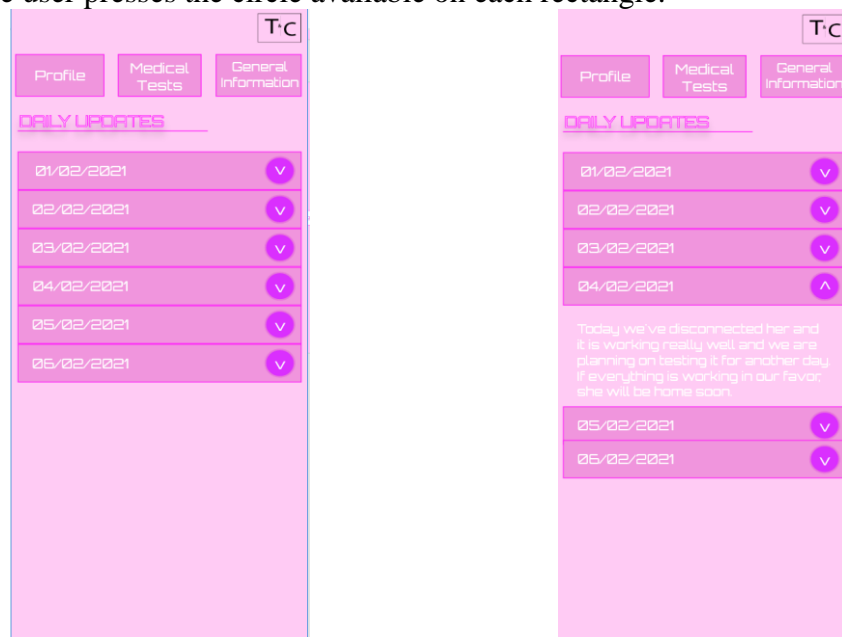 e user presses the circle available on each rectangle.
T·C
Profile
Medical
Tests
General
Information
DAILY UPDATES
01/02/2021
v
02/02/2021
v
03/02/2021
v
04/02/2021
v
05/02/2021
v
06/02/2021
v
T·C
Profile
Medical
Tests
General
Information
DAILY UPDATES
01/02/2021
v
02/02/2021
v
03/02/2021
v
04/02/2021
^
Today we've disconnected her and
it is working really well and we are
planning on testing it for another day.
If everything is working in our favor,
she will be home soon.
05/02/2021
v
06/02/2021
v